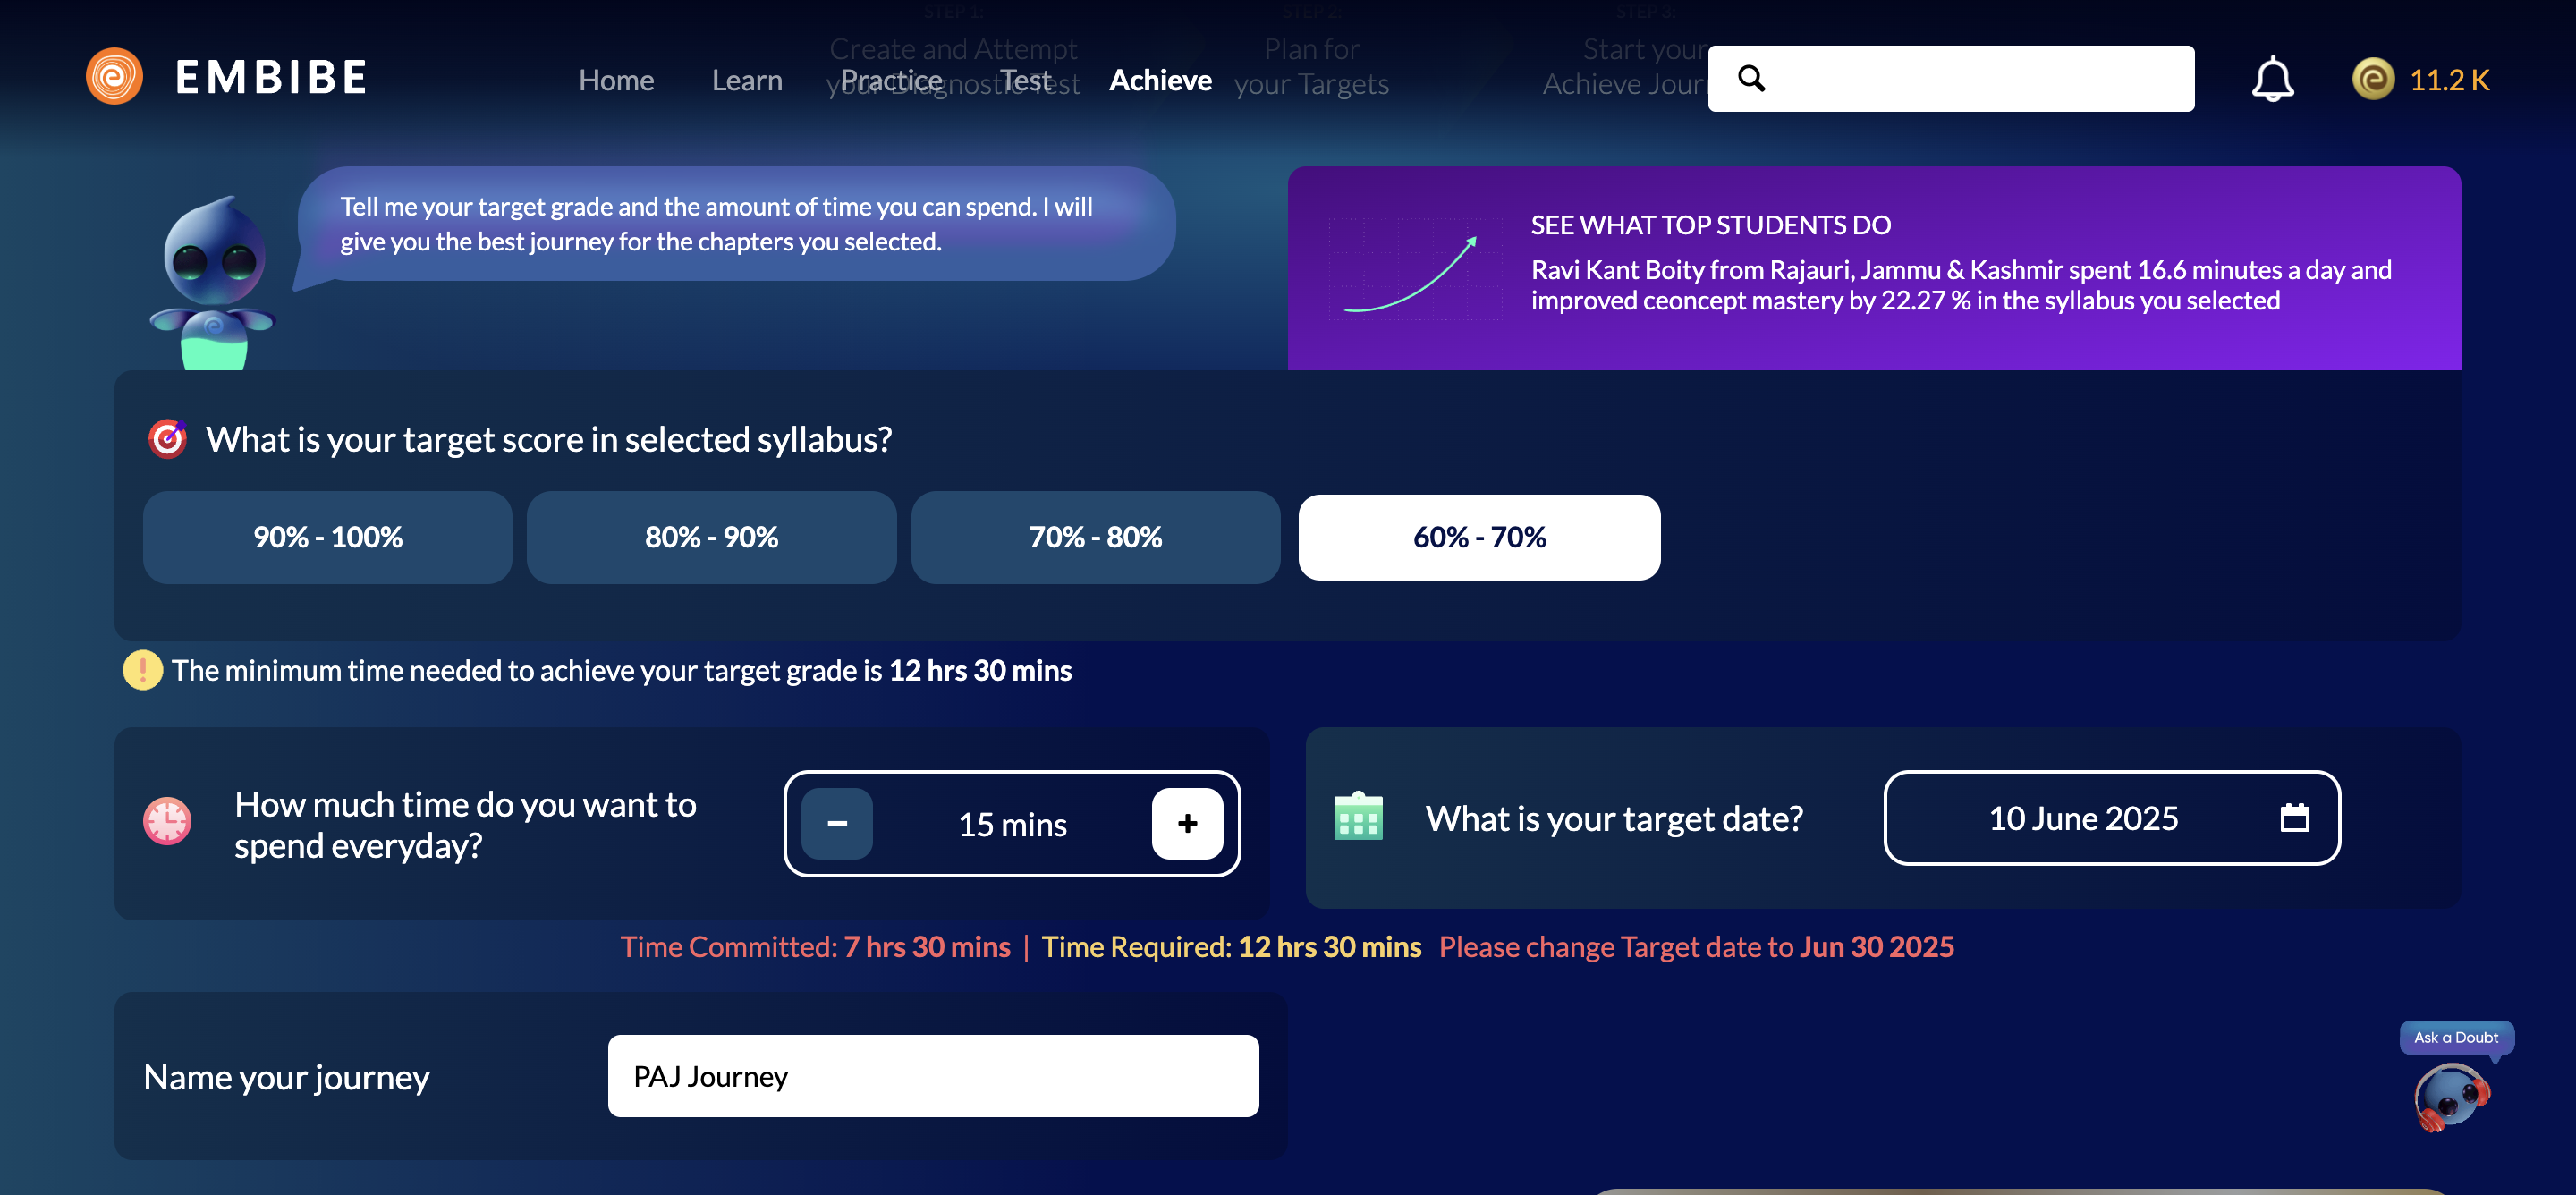 STEP 1:
STEP 2:
STEP 3:
Create and Attempt
your Diagnostic Test
Plan for
your Targets
Start your
Achieve Jour
EMBIBE
Home
Learn
Practice
Test
Achieve
11.2 K
Tell me your target grade and the amount of time you can spend. I will
give you the best journey for the chapters you selected.
SEE WHAT TOP STUDENTS DO
Ravi Kant Boity from Rajauri, Jammu & Kashmir spent 16.6 minutes a day and
improved ceoncept mastery by 22.27 % in the syllabus you selected
What is your target score in selected syllabus?
90% - 100%
80% - 90%
70% - 80%
60% - 70%
The minimum time needed to achieve your target grade is 12 hrs 30 mins
How much time do you want to
spend everyday?
15 mins
What is your target date?
10 June 2025
Time Committed: 7 hrs 30 mins | Time Required: 12 hrs 30 mins Please change Target date to Jun 30 2025
Name your journey
PAJ Journey
Ask a Doubt